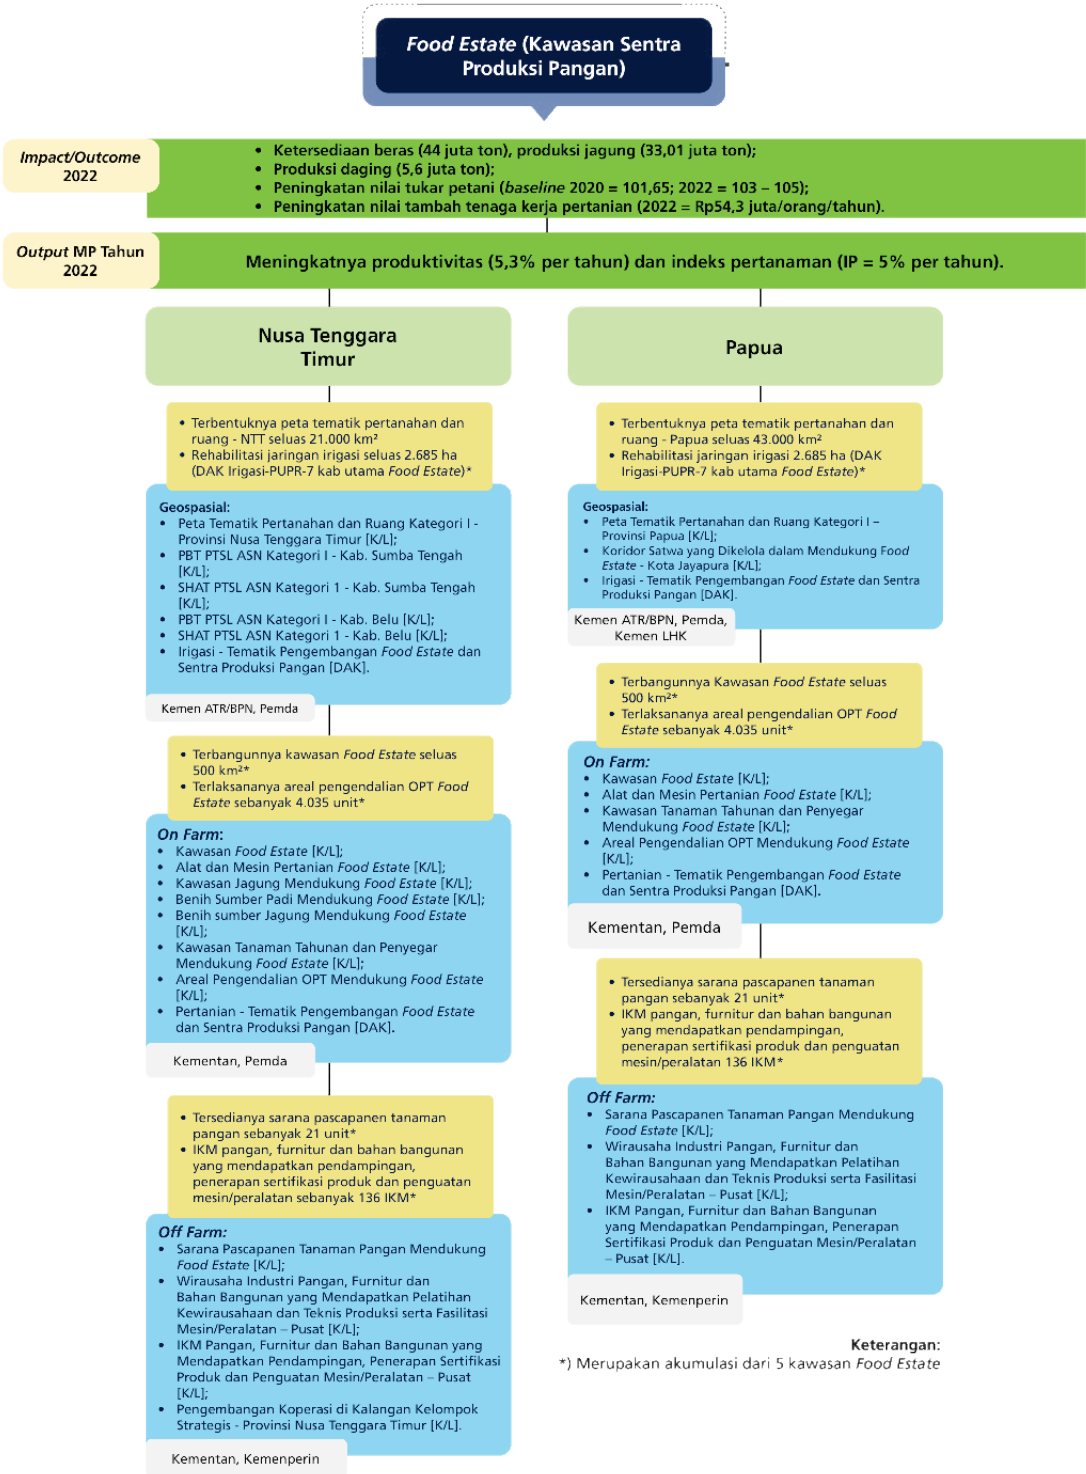 Food Estate (Kawasan Sentra
Produksi Pangan)
Impact/Outcome
2022
• Ketersediaan beras (44 juta ton), produksi jagung (33,01 juta ton);
• Produksi daging (5,6 juta ton);
• Peningkatan nilai tukar petani (baseline 2020 = 101,65; 2022 = 103 – 105);
• Peningkatan nilai tambah tenaga kerja pertanian (2022 = Rp54,3 juta/orang/tahun).
Output MP Tahun
2022
Meningkatnya produktivitas (5,3% per tahun) dan indeks pertanaman (IP = 5% per tahun).
Nusa Tenggara
Timur
• Terbentuknya peta tematik pertanahan dan
ruang - NTT seluas 21.000 km²
• Rehabilitasi jaringan irigasi seluas 2.685 ha
(DAK Irigasi-PUPR-7 kab utama Food Estate)*
Geospasial:
• Peta Tematik Pertanahan dan Ruang Kategori I -
Provinsi Nusa Tenggara Timur [K/L];
• PBT PTSL ASN Kategori I - Kab. Sumba Tengah
[K/L];
• SHAT PTSL ASN Kategori 1 - Kab. Sumba Tengah
[K/L];
• PBT PTSL ASN Kategori I - Kab. Belu [K/L];
• SHAT PTSL ASN Kategori 1 - Kab. Belu [K/L];
• Irigasi - Tematik Pengembangan Food Estate dan
Sentra Produksi Pangan [DAK].
Kemen ATR/BPN, Pemda
• Terbangunnya kawasan Food Estate seluas
500 km²*
• Terlaksananya areal pengendalian OPT Food
Estate sebanyak 4.035 unit*
On Farm:
• Kawasan Food Estate [K/L];
• Alat dan Mesin Pertanian Food Estate [K/L];
• Kawasan Jagung Mendukung Food Estate [K/L];
• Benih Sumber Padi Mendukung Food Estate [K/L];
• Benih sumber Jagung Mendukung Food Estate
[K/L];
• Kawasan Tanaman Tahunan dan Penyegar
Mendukung Food Estate [K/L];
• Areal Pengendalian OPT Mendukung Food Estate
[K/L];
• Pertanian - Tematik Pengembangan Food Estate
dan Sentra Produksi Pangan [DAK].
Kementan, Pemda
• Tersedianya sarana pascapanen tanaman
pangan sebanyak 21 unit*
• IKM pangan, furnitur dan bahan bangunan
yang mendapatkan pendampingan,
penerapan sertifikasi produk dan penguatan
mesin/peralatan sebanyak 136 IKM*
Off Farm:
• Sarana Pascapanen Tanaman Pangan Mendukung
Food Estate [K/L];
• Wirausaha Industri Pangan, Furnitur dan
Bahan Bangunan yang Mendapatkan Pelatihan
Kewirausahaan dan Teknis Produksi serta Fasilitasi
Mesin/Peralatan – Pusat [K/L];
• IKM Pangan, Furnitur dan Bahan Bangunan yang
Mendapatkan Pendampingan, Penerapan Sertifikasi
Produk dan Penguatan Mesin/Peralatan – Pusat
[K/L];
• Pengembangan Koperasi di Kalangan Kelompok
Strategis - Provinsi Nusa Tenggara Timur [K/L].
Kementan, Kemenperin
Papua
• Terbentuknya peta tematik pertanahan dan
ruang - Papua seluas 43.000 km²
• Rehabilitasi jaringan irigasi 2.685 ha (DAK
Irigasi-PUPR-7 kab utama Food Estate)*
Geospasial:
• Peta Tematik Pertanahan dan Ruang Kategori I –
Provinsi Papua [K/L];
• Koridor Satwa yang Dikelola dalam Mendukung Food
Estate - Kota Jayapura [K/L];
• Irigasi - Tematik Pengembangan Food Estate dan Sentra
Produksi Pangan [DAK].
Kemen ATR/BPN, Pemda,
Kemen LHK
• Terbangunnya Kawasan Food Estate seluas
500 km²*
• Terlaksananya areal pengendalian OPT Food
Estate sebanyak 4.035 unit*
On Farm:
• Kawasan Food Estate [K/L];
• Alat dan Mesin Pertanian Food Estate [K/L];
• Kawasan Tanaman Tahunan dan Penyegar
Mendukung Food Estate [K/L];
• Areal Pengendalian OPT Mendukung Food Estate
[K/L];
• Pertanian - Tematik Pengembangan Food Estate
dan Sentra Produksi Pangan [DAK].
Kementan, Pemda
• Tersedianya sarana pascapanen tanaman
pangan sebanyak 21 unit*
• IKM pangan, furnitur dan bahan bangunan
yang mendapatkan pendampingan,
penerapan sertifikasi produk dan penguatan
mesin/peralatan 136 IKM*
Off Farm:
• Sarana Pascapanen Tanaman Pangan Mendukung
Food Estate [K/L];
• Wirausaha Industri Pangan, Furnitur dan
Bahan Bangunan yang Mendapatkan Pelatihan
Kewirausahaan dan Teknis Produksi serta Fasilitasi
Mesin/Peralatan – Pusat [K/L];
• IKM Pangan, Furnitur dan Bahan Bangunan
yang Mendapatkan Pendampingan, Penerapan
Sertifikasi Produk dan Penguatan Mesin/Peralatan
– Pusat [K/L].
Kementan, Kemenperin
Keterangan:
*) Merupakan akumulasi dari 5 kawasan Food Estate